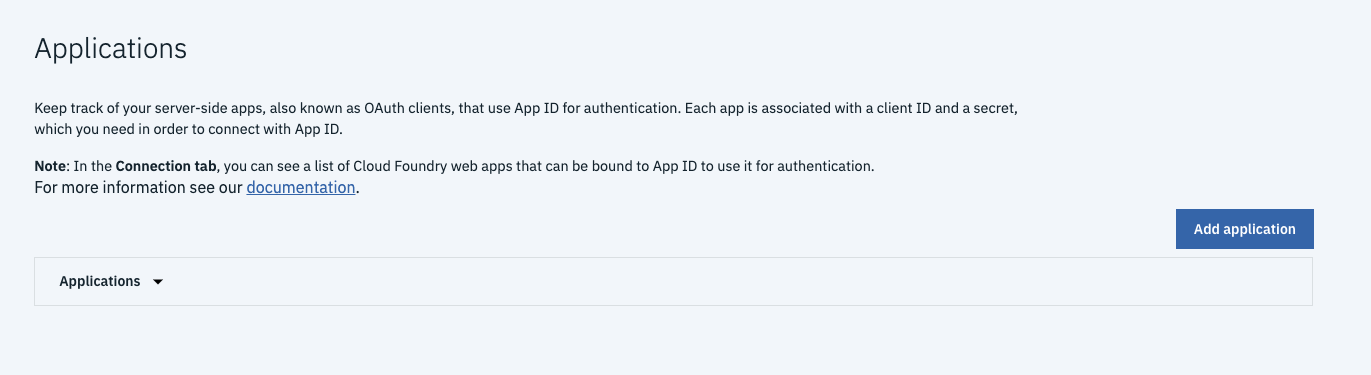 Applications
Keep track of your server-side apps, also known as OAuth clients, that use App ID for authentication. Each app is associated with a client ID and a secret,
which you need in order to connect with App ID.
Note: In the Connection tab, you can see a list of Cloud Foundry web apps that can be bound to App ID to use it for authentication.
For more information see our documentation.
Add application
Applications